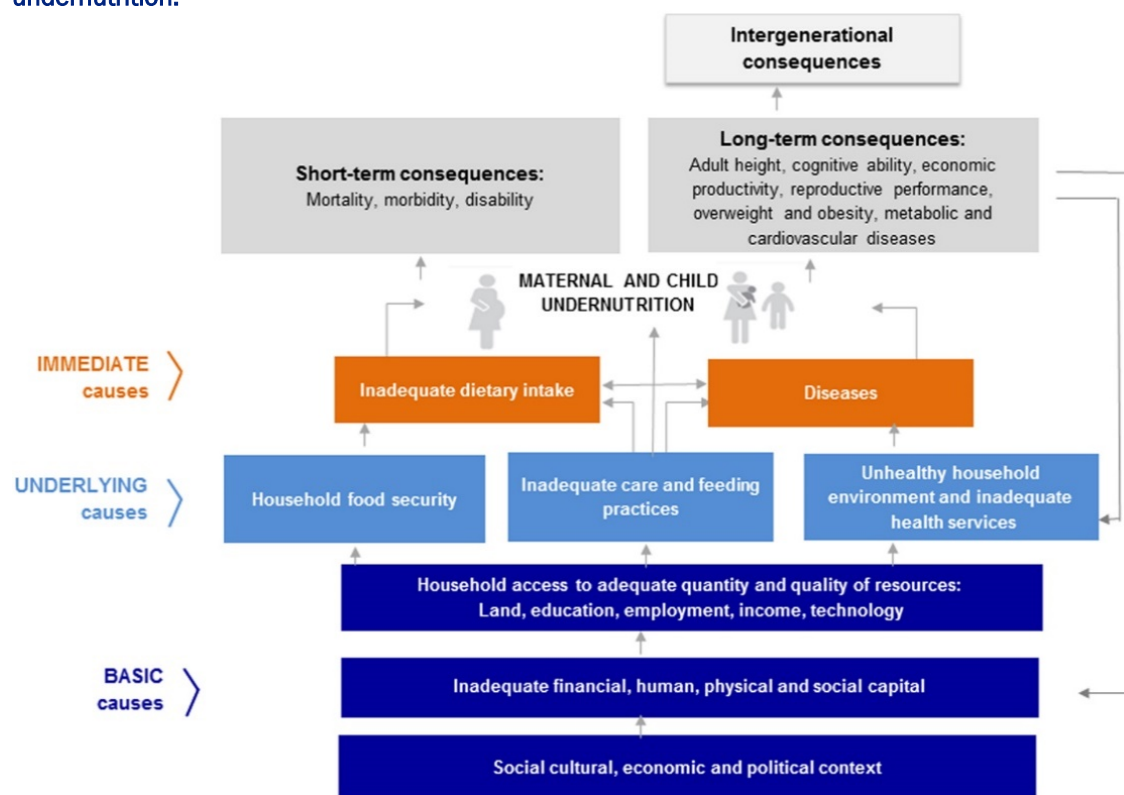 undernutrition.
Intergenerational
consequences
Short-term consequences:
Mortality, morbidity, disability
Long-term consequences:
Adult height, cognitive ability, economic
productivity, reproductive performance,
overweight and obesity, metabolic and
cardiovascular diseases
MATERNAL AND CHILD
UNDERNUTRITION
IMMEDIATE
causes
Inadequate dietary intake
Diseases
UNDERLYING
causes
Household food security
Inadequate care and feeding
practices
Unhealthy household
environment and inadequate
health services
Household access to adequate quantity and quality of resources:
Land, education, employment, income, technology
BASIC
causes
Inadequate financial, human, physical and social capital
Social cultural, economic and political context